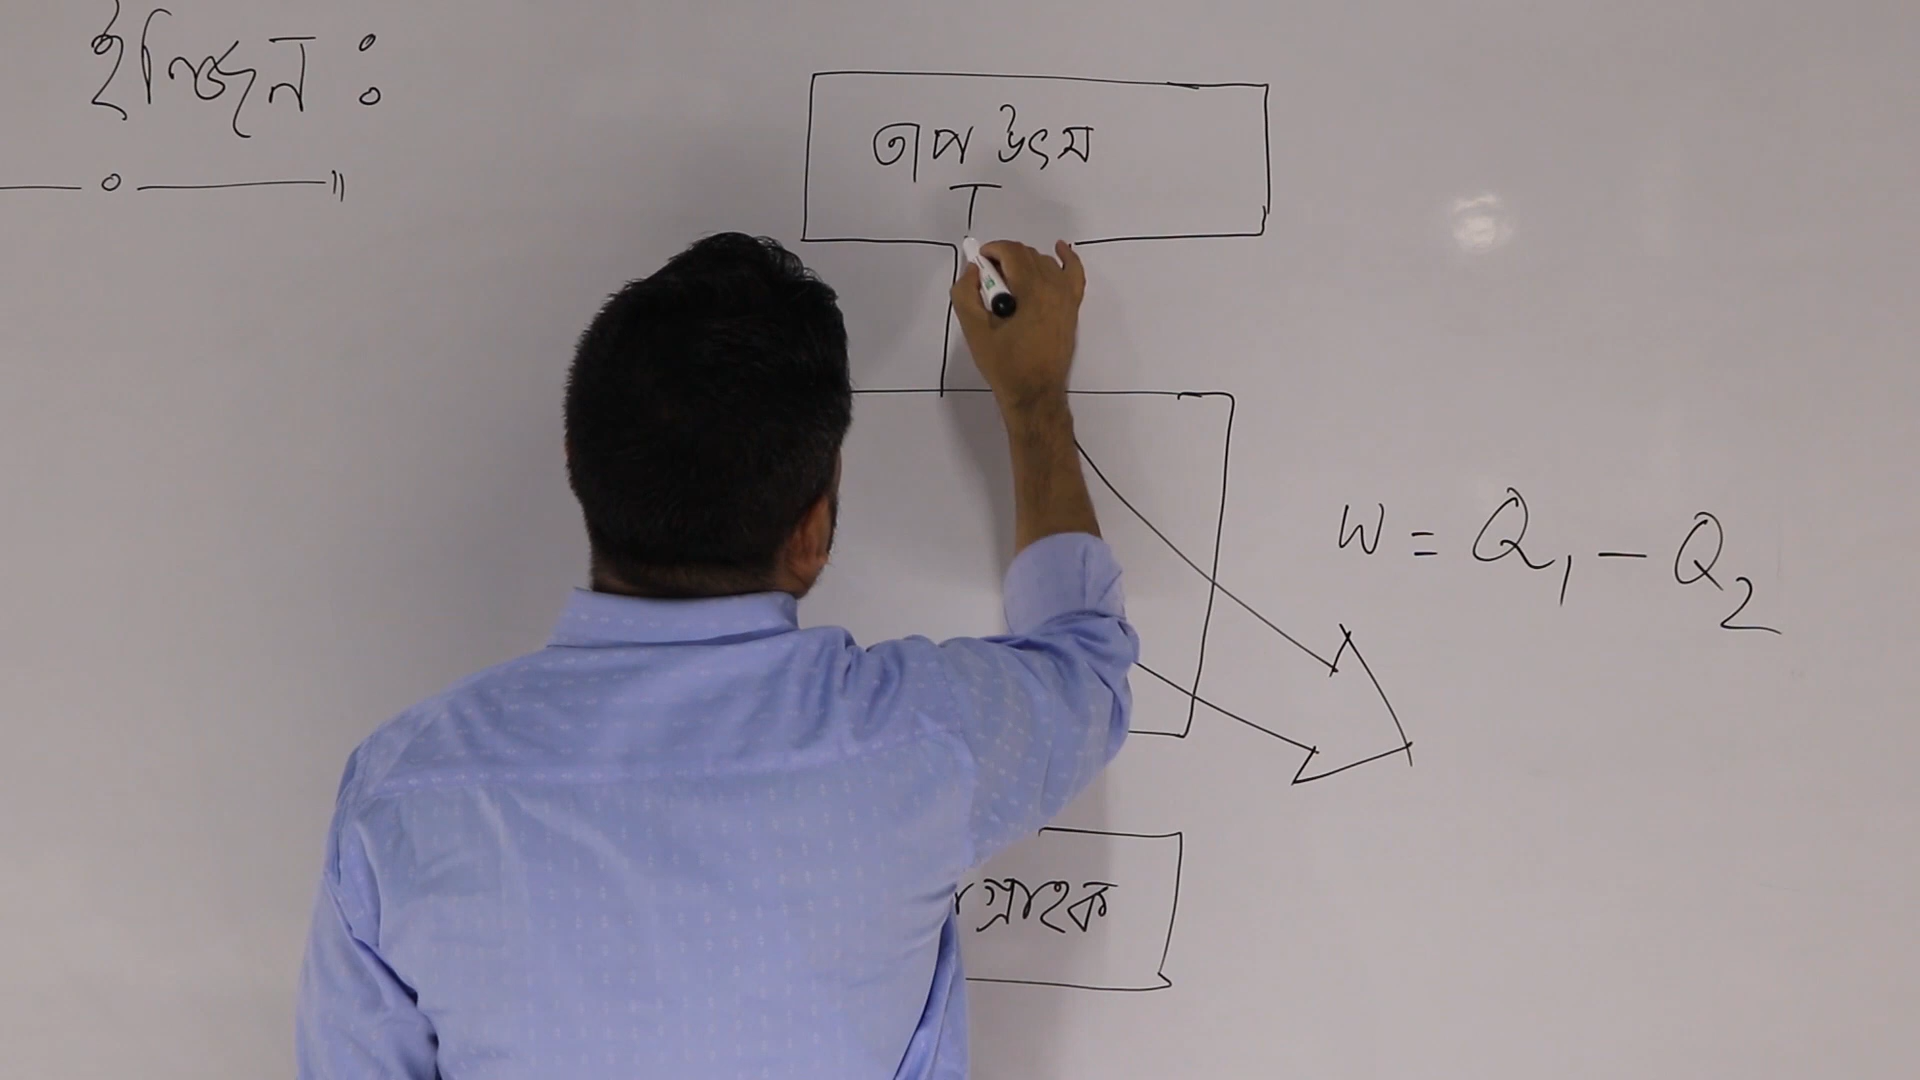 ইঞ্জিন :
তাপ উৎস
T
W = Q₁ - Q₂
গ্রাহক